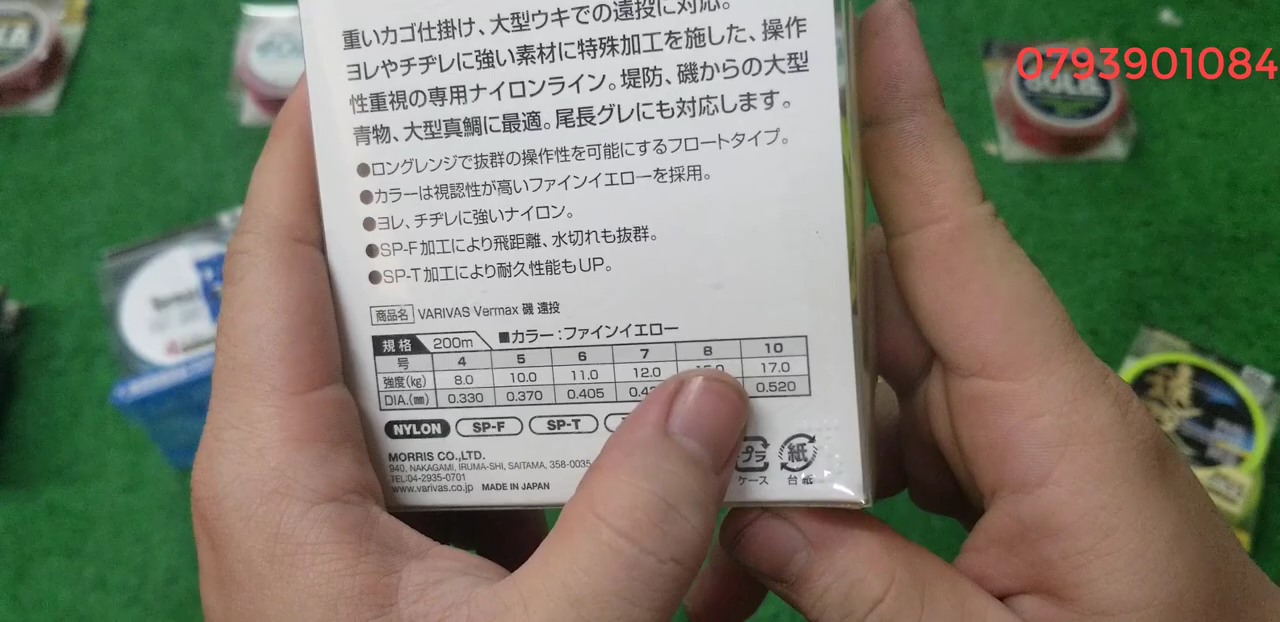 重いカゴ仕掛け、大型ウキでの遠投に対応。
ヨレやチヂレに強い素材に特殊加工を施した、操作
性重視の専用ナイロンライン。堤防、磯からの大型
青物、大型真鯛に最適。尾長グレにも対応します。
●ロングレンジで抜群の操作性を可能にするフロートタイプ。
●カラーは視認性が高いファインイエローを採用。
●ヨレ、チヂレに強いナイロン。
●SP-F加工により飛距離、水切れも抜群。
●SP-T加工により耐久性能もUP。
商品名 VARIVAS Vermax 磯 遠投
規格 200m ■カラー：ファインイエロー
号 4 5 6 7 8 10
強度(kg) 8.0 10.0 11.0 12.0 17.0
DIA.(㎜) 0.330 0.370 0.405 0.520
NYLON SP-F SP-T
MORRIS CO.,LTD.
940, NAKAGAMI, IRUMA-SHI, SAITAMA, 358-0035
TEL:04-2935-0701
www.varivas.co.jp MADE IN JAPAN
プラ 紙
ケース 台紙
0793901084